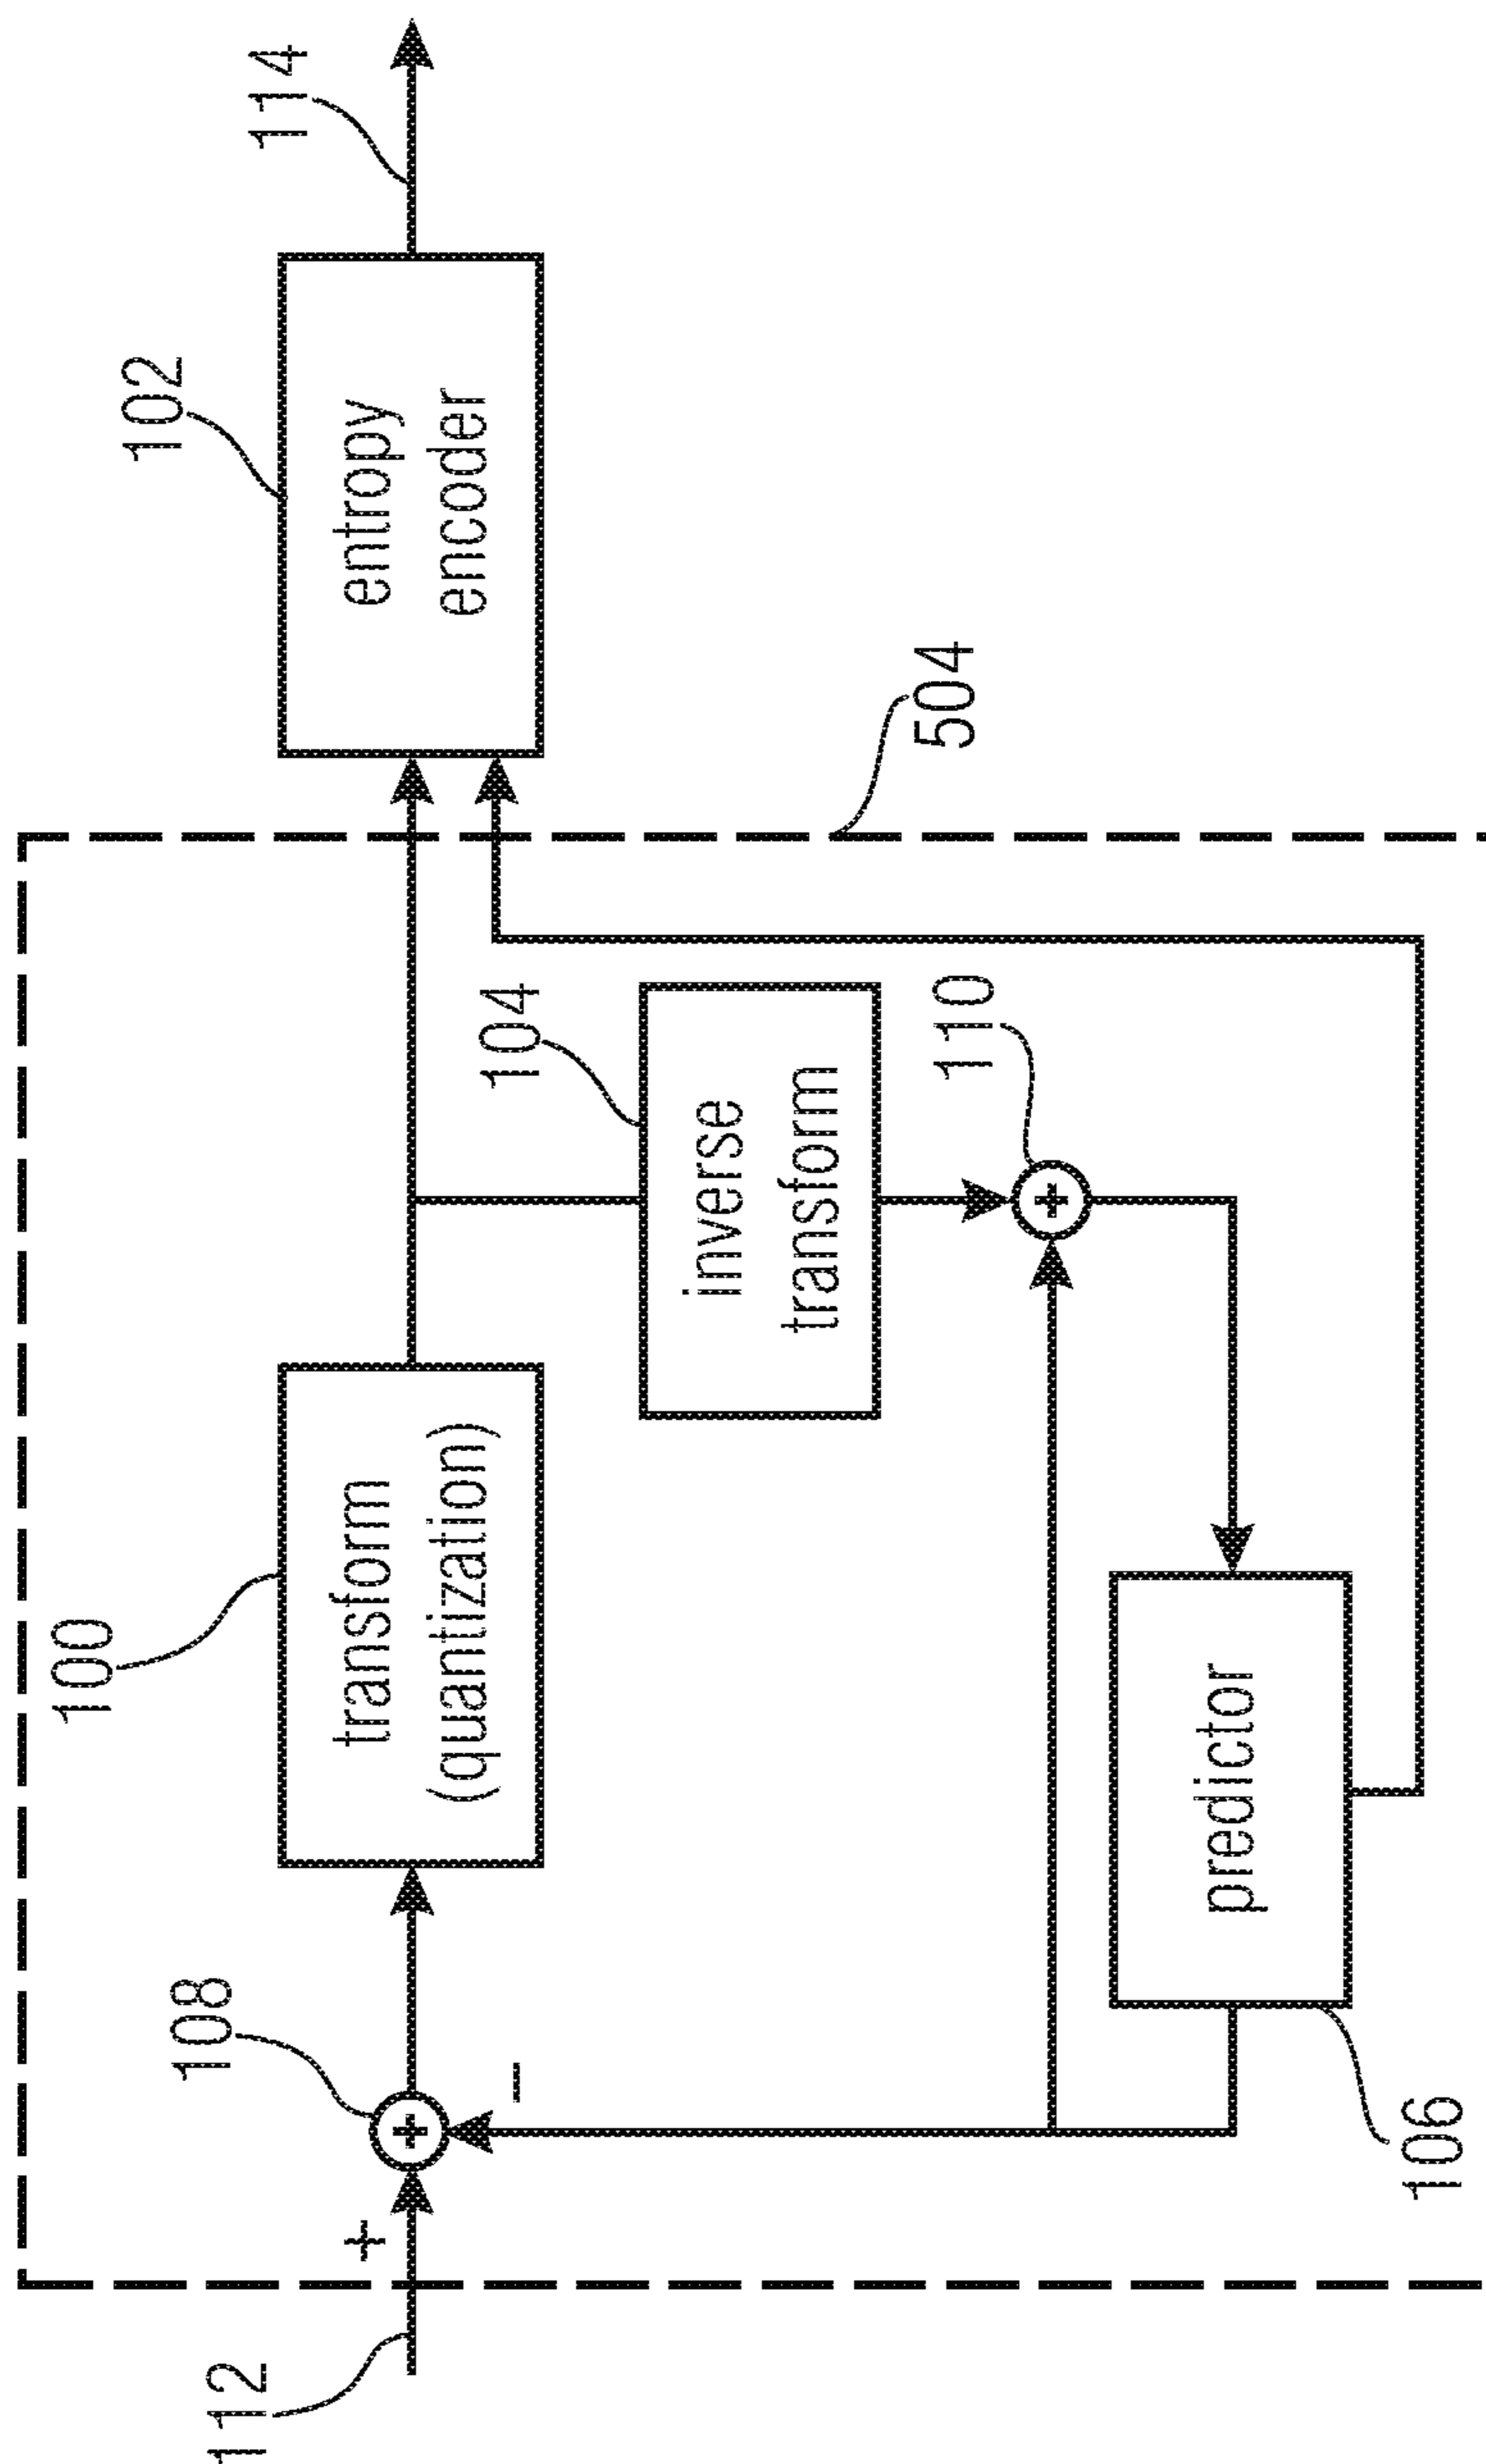 112
+
108
−
100
transform
(quantization)
104
inverse
transform
+
110
+
predictor
106
504
102
entropy
encoder
114